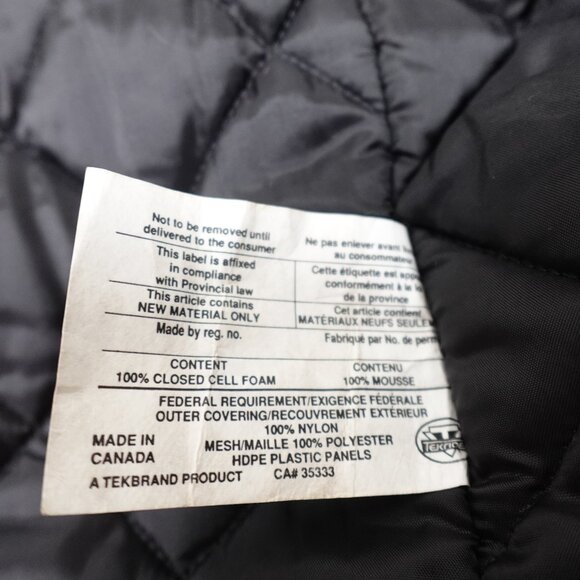 Not to be removed until
delivered to the consumer
Ne pas enlever avant
au consommateur
This label is affixed
in compliance
with Provincial law
Cette étiquette est
conformément à la
de la province
This article contains
NEW MATERIAL ONLY
Cet article contient
MATÉRIAUX NEUFS
Made by reg. no.
Fabriqué par No. de
CONTENT
100% CLOSED CELL FOAM
CONTENU
100% MOUSSE
FEDERAL REQUIREMENT/EXIGENCE FÉDÉRALE
OUTER COVERING/RECOUVREMENT EXTÉRIEUR
100% NYLON
MESH/MAILLE 100% POLYESTER
HDPE PLASTIC PANELS
CA# 35333
MADE IN
CANADA
A TEKBRAND PRODUCT